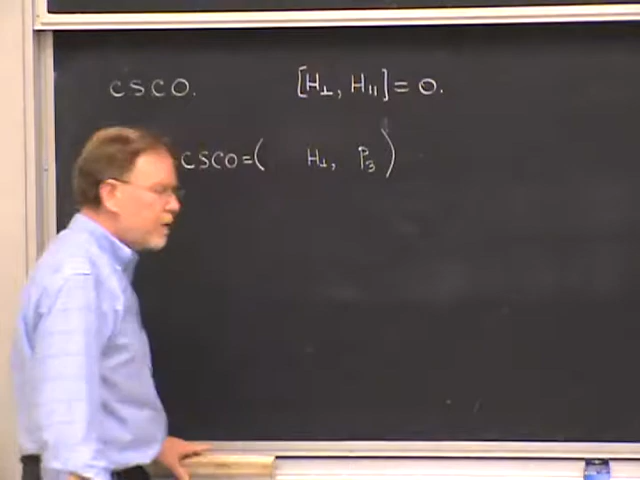 CSCO. [H⊥, H||] = 0.
CSCO = ( H⊥, P₃ )